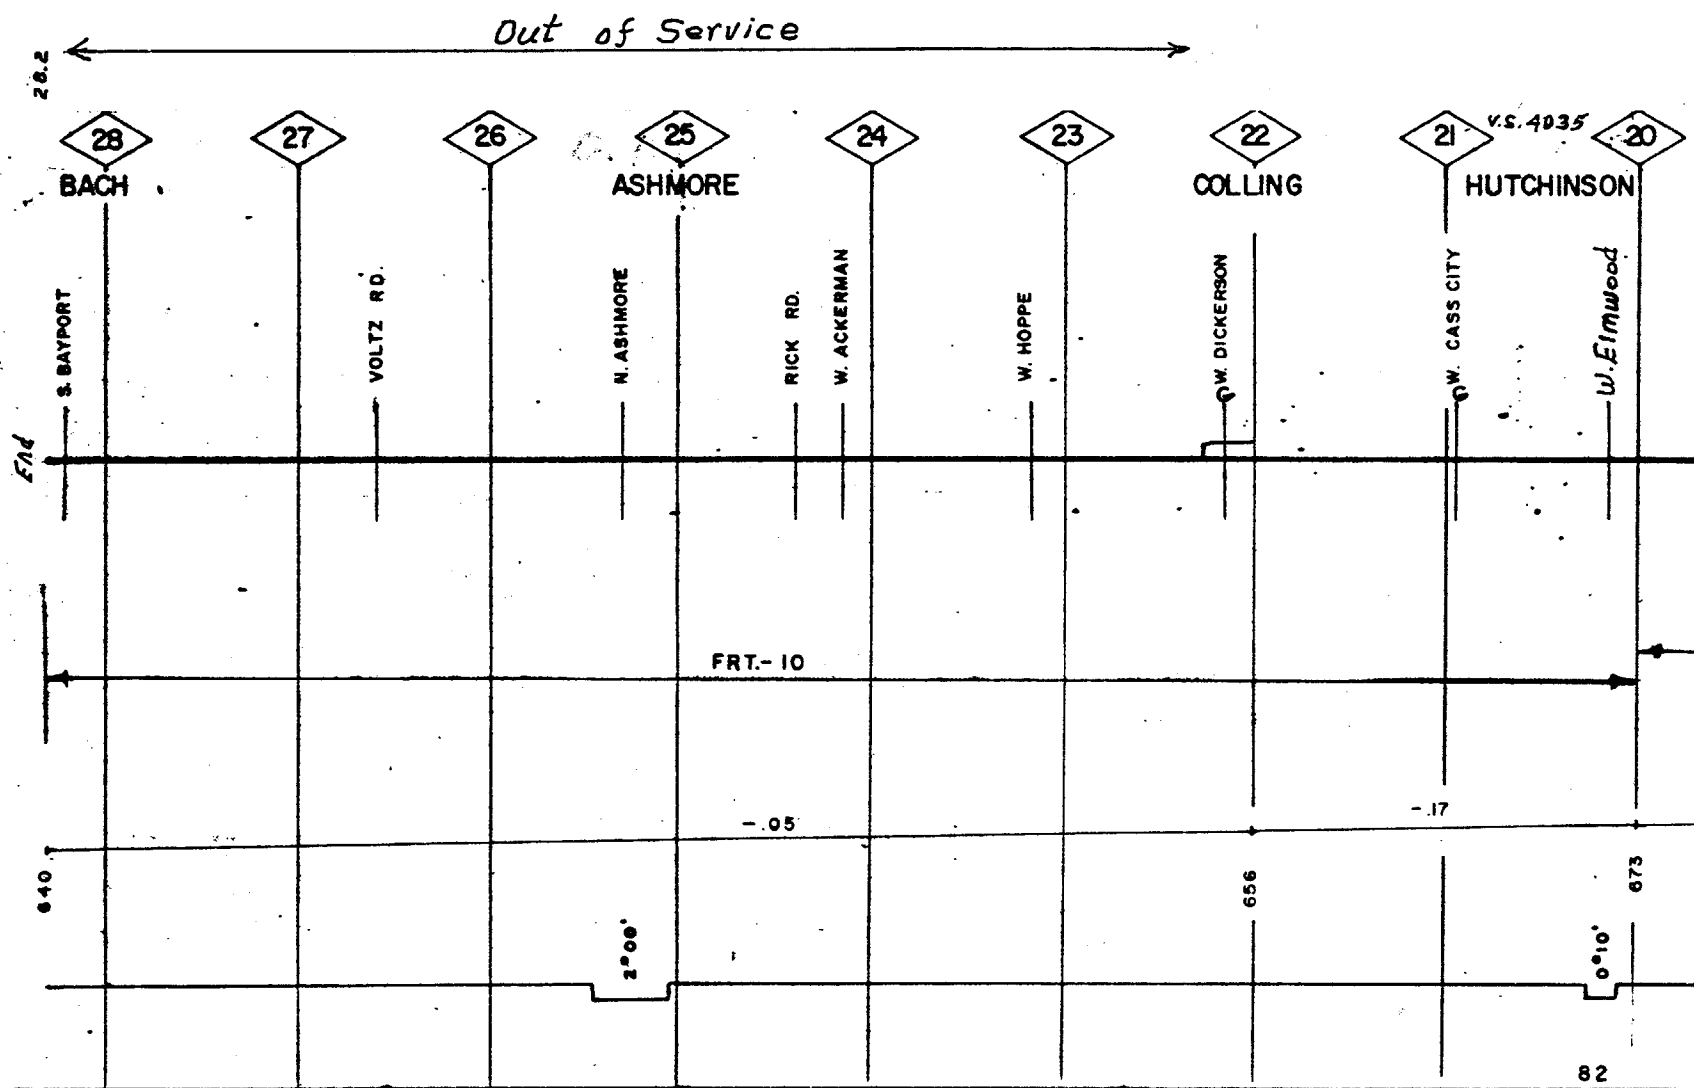 Out of Service
28.2
28 27 26 25 24 23 22 21 V.S. 4035 20
BACH ASHMORE COLLING HUTCHINSON
S. BAYPORT
VOLTZ RD.
N. ASHMORE
RICK RD.
W. ACKERMAN
W. HOPPE
W. DICKERSON
W. CASS CITY
W. Elmwood
End
FRT.-10
-.05
-.17
640
656
673
2°00'
0°10'
82